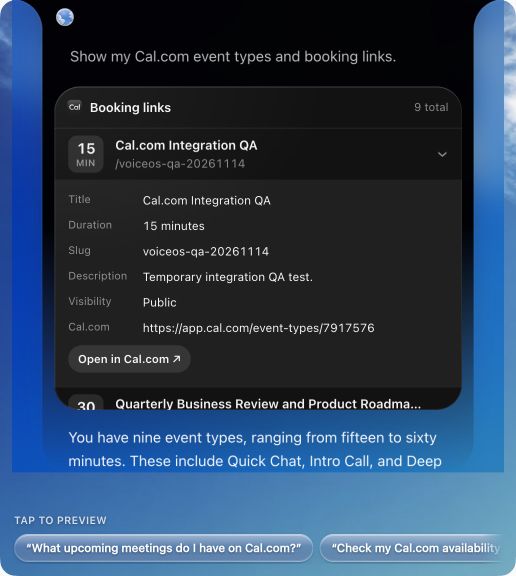 Show my Cal.com event types and booking links.
Cal Booking links 9 total
15 MIN
Cal.com Integration QA
/voiceos-qa-20261114
Title Cal.com Integration QA
Duration 15 minutes
Slug voiceos-qa-20261114
Description Temporary integration QA test.
Visibility Public
Cal.com https://app.cal.com/event-types/7917576
Open in Cal.com ↗
30 Quarterly Business Review and Product Roadma...
You have nine event types, ranging from fifteen to sixty
minutes. These include Quick Chat, Intro Call, and Deep
TAP TO PREVIEW
“What upcoming meetings do I have on Cal.com?” “Check my Cal.com availability